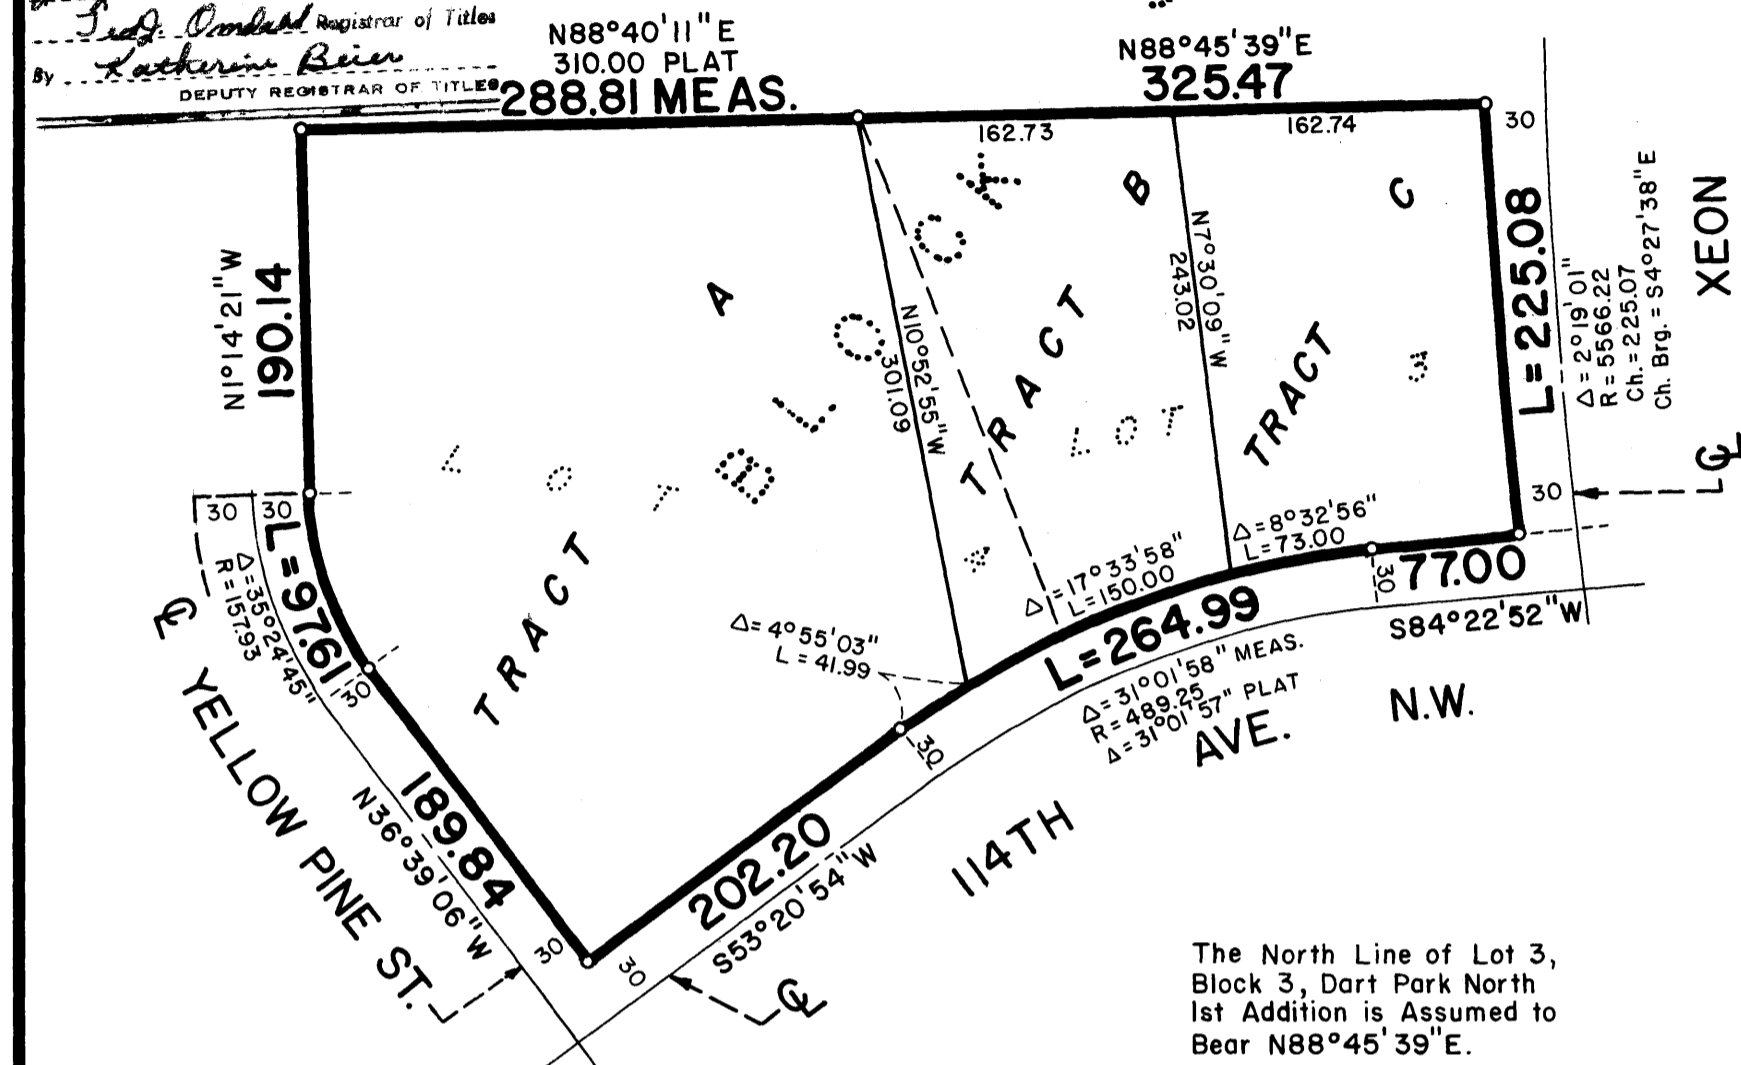 Registrar of Titles
By Katherine Beier
DEPUTY REGISTRAR OF TITLES
N88°40'11"E
310.00 PLAT
288.81 MEAS.
N88°45'39"E
325.47
162.73
162.74
30
N1°14'21"W
190.14
BLOCK
TRACT A
TRACT B
TRACT C
LOT
LOT
3
N10°52'55"W
301.09
N7°30'09"W
243.02
L=225.08
Δ=2°19'01"
R=5566.22
Ch.=225.07
Ch. Brg.=S4°27'38"E
XEON
℄
30
30
30
L=97.61
Δ=35°24'45"
R=157.93
30
℄
YELLOW PINE ST.
189.84
N36°39'06"W
30
30
202.20
S53°20'54"W
℄
Δ=4°55'03"
L=41.99
30
Δ=17°33'58"
L=150.00
Δ=8°32'56"
L=73.00
L=264.99
Δ=31°01'58" MEAS.
R=489.25
Δ=31°01'57" PLAT
30
77.00
S84°22'52"W
114TH AVE. N.W.
The North Line of Lot 3,
Block 3, Dart Park North
1st Addition is Assumed to
Bear N88°45'39"E.